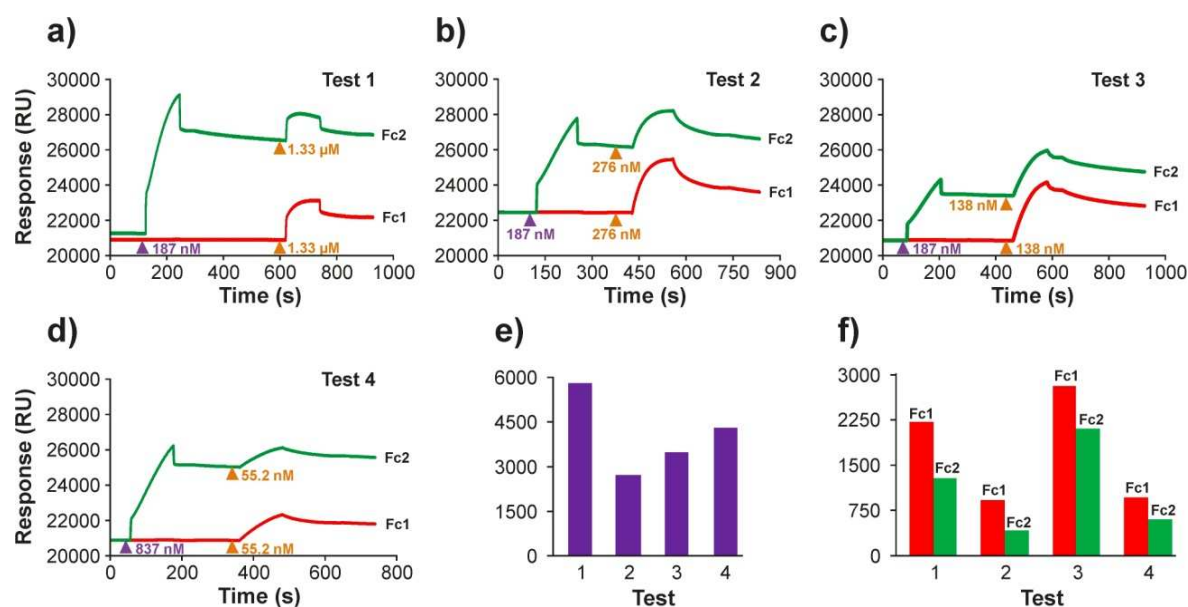 a)
Test 1
Response (RU)
30000
28000
26000
24000
22000
20000
Fc2
1.33 µM
Fc1
187 nM
1.33 µM
0 200 400 600 800 1000
Time (s)
b)
Test 2
30000
28000
26000
24000
22000
20000
Fc2
276 nM
Fc1
187 nM
276 nM
0 150 300 450 600 750 900
Time (s)
c)
Test 3
30000
28000
26000
24000
22000
20000
Fc2
138 nM
Fc1
187 nM
138 nM
0 200 400 600 800 1000
Time (s)
d)
Test 4
Response (RU)
30000
28000
26000
24000
22000
20000
Fc2
55.2 nM
Fc1
837 nM
55.2 nM
0 200 400 600 800
Time (s)
e)
6000
4500
3000
1500
0
1 2 3 4
Test
f)
3000
2250
1500
750
0
Fc1
Fc2
Fc1
Fc2
Fc1
Fc2
Fc1
Fc2
1 2 3 4
Test